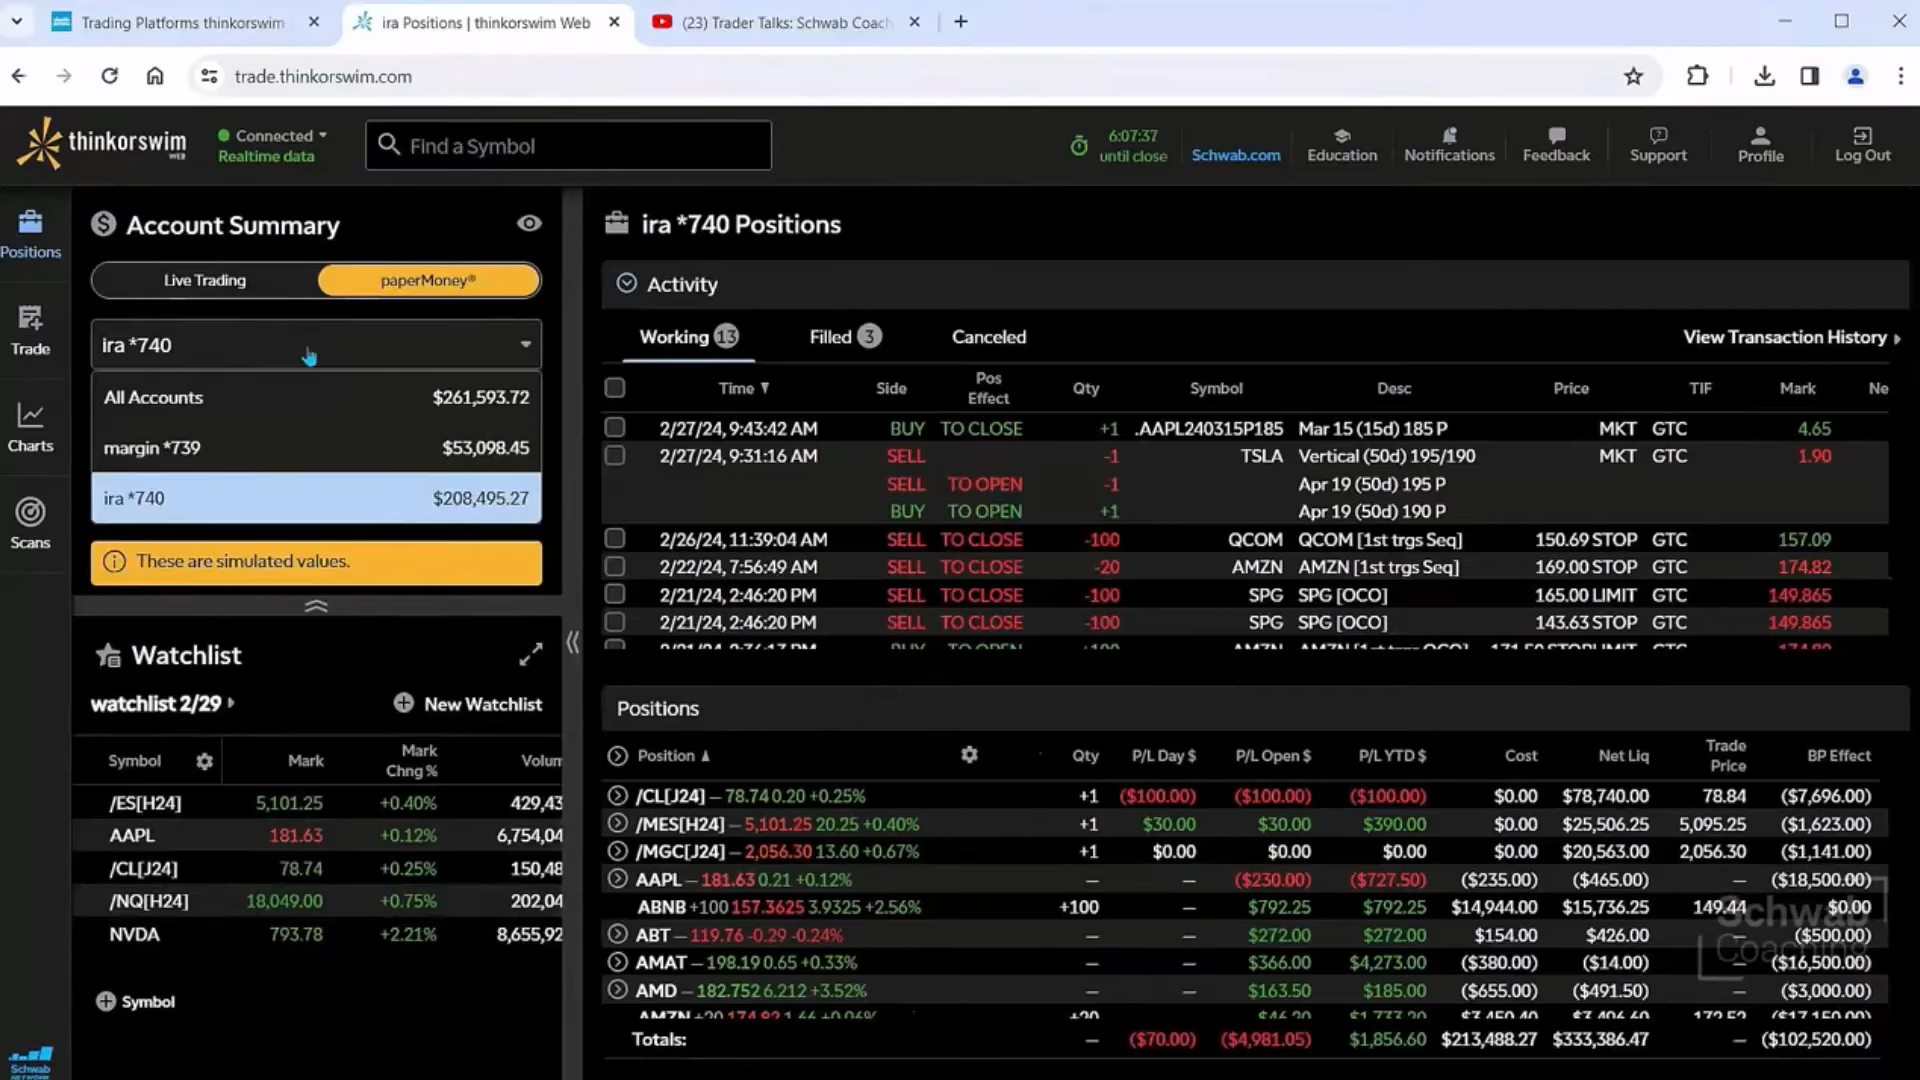 Trading Platforms thinkorswim
ira Positions | thinkorswim Web
(23) Trader Talks: Schwab Coach
trade.thinkorswim.com
thinkorswim
WEB
Connected
Realtime data
Find a Symbol
6:07:37
until close
Schwab.com
Education
Notifications
Feedback
Support
Profile
Log Out
Positions
Trade
Charts
Scans
Schwab
NETWORK
Account Summary
Live Trading
paperMoney®
ira *740
All Accounts $261,593.72
margin *739 $53,098.45
ira *740 $208,495.27
These are simulated values.
Watchlist
watchlist 2/29
New Watchlist
Symbol Mark Mark Chng % Volum
/ES[H24] 5,101.25 +0.40% 429,43
AAPL 181.63 +0.12% 6,754,04
/CL[J24] 78.74 +0.25% 150,48
/NQ[H24] 18,049.00 +0.75% 202,04
NVDA 793.78 +2.21% 8,655,92
Symbol
ira *740 Positions
Activity
Working 13 Filled 3 Canceled View Transaction History
Time Side Pos Effect Qty Symbol Desc Price TIF Mark Ne
2/27/24, 9:43:42 AM BUY TO CLOSE +1 .AAPL240315P185 Mar 15 (15d) 185 P MKT GTC 4.65
2/27/24, 9:31:16 AM SELL -1 TSLA Vertical (50d) 195/190 MKT GTC 1.90
SELL TO OPEN -1 Apr 19 (50d) 195 P
BUY TO OPEN +1 Apr 19 (50d) 190 P
2/26/24, 11:39:04 AM SELL TO CLOSE -100 QCOM QCOM [1st trgs Seq] 150.69 STOP GTC 157.09
2/22/24, 7:56:49 AM SELL TO CLOSE -20 AMZN AMZN [1st trgs Seq] 169.00 STOP GTC 174.82
2/21/24, 2:46:20 PM SELL TO CLOSE -100 SPG SPG [OCO] 165.00 LIMIT GTC 149.865
2/21/24, 2:46:20 PM SELL TO CLOSE -100 SPG SPG [OCO] 143.63 STOP GTC 149.865
Positions
Position Qty P/L Day $ P/L Open $ P/L YTD $ Cost Net Liq Trade Price BP Effect
/CL[J24] – 78.74 0.20 +0.25% +1 ($100.00) ($100.00) ($100.00) $0.00 $78,740.00 78.84 ($7,696.00)
/MES[H24] – 5,101.25 20.25 +0.40% +1 $30.00 $30.00 $390.00 $0.00 $25,506.25 5,095.25 ($1,623.00)
/MGC[J24] – 2,056.30 13.60 +0.67% +1 $0.00 $0.00 $0.00 $0.00 $20,563.00 2,056.30 ($1,141.00)
AAPL – 181.63 0.21 +0.12% – – ($230.00) ($727.50) ($235.00) ($465.00) – ($18,500.00)
ABNB +100 157.3625 3.9325 +2.56% +100 – $792.25 $792.25 $14,944.00 $15,736.25 149.44 $0.00
ABT – 119.76 -0.29 -0.24% – – $272.00 $272.00 $154.00 $426.00 – ($500.00)
AMAT – 198.19 0.65 +0.33% – – $366.00 $4,273.00 ($380.00) ($14.00) – ($16,500.00)
AMD – 182.752 6.212 +3.52% – – $163.50 $185.00 ($655.00) ($491.50) – ($3,000.00)
Totals: – ($70.00) ($4,981.05) $1,856.60 $213,488.27 $333,386.47 – ($102,520.00)
Schwab
Coaching